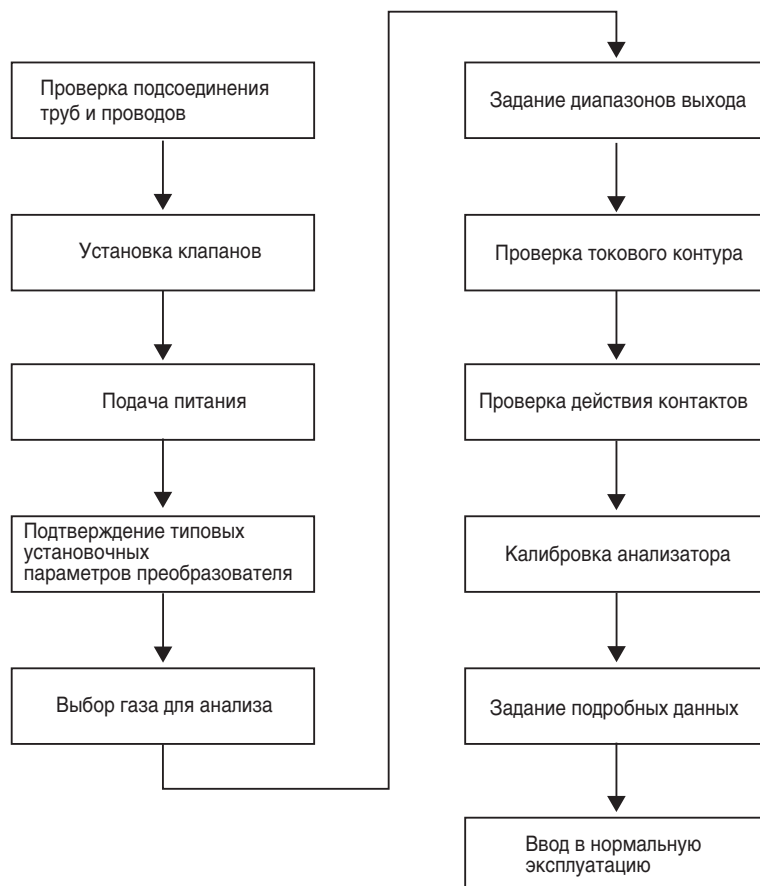 Проверка подсоединения
труб и проводов
Установка клапанов
Подача питания
Подтверждение типовых
установочных
параметров преобразователя
Выбор газа для анализа
Задание диапазонов выхода
Проверка токового контура
Проверка действия контактов
Калибровка анализатора
Задание подробных данных
Ввод в нормальную
эксплуатацию